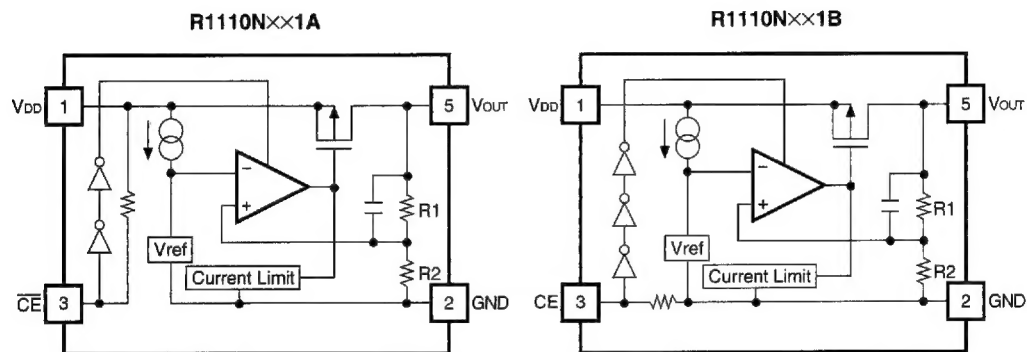 R1110N××1A
VDD
1
5
VOUT
−
+
R1
Vref
R2
Current Limit
C̅E̅
3
2
GND
R1110N××1B
VDD
1
5
VOUT
−
+
R1
Vref
R2
Current Limit
CE
3
2
GND